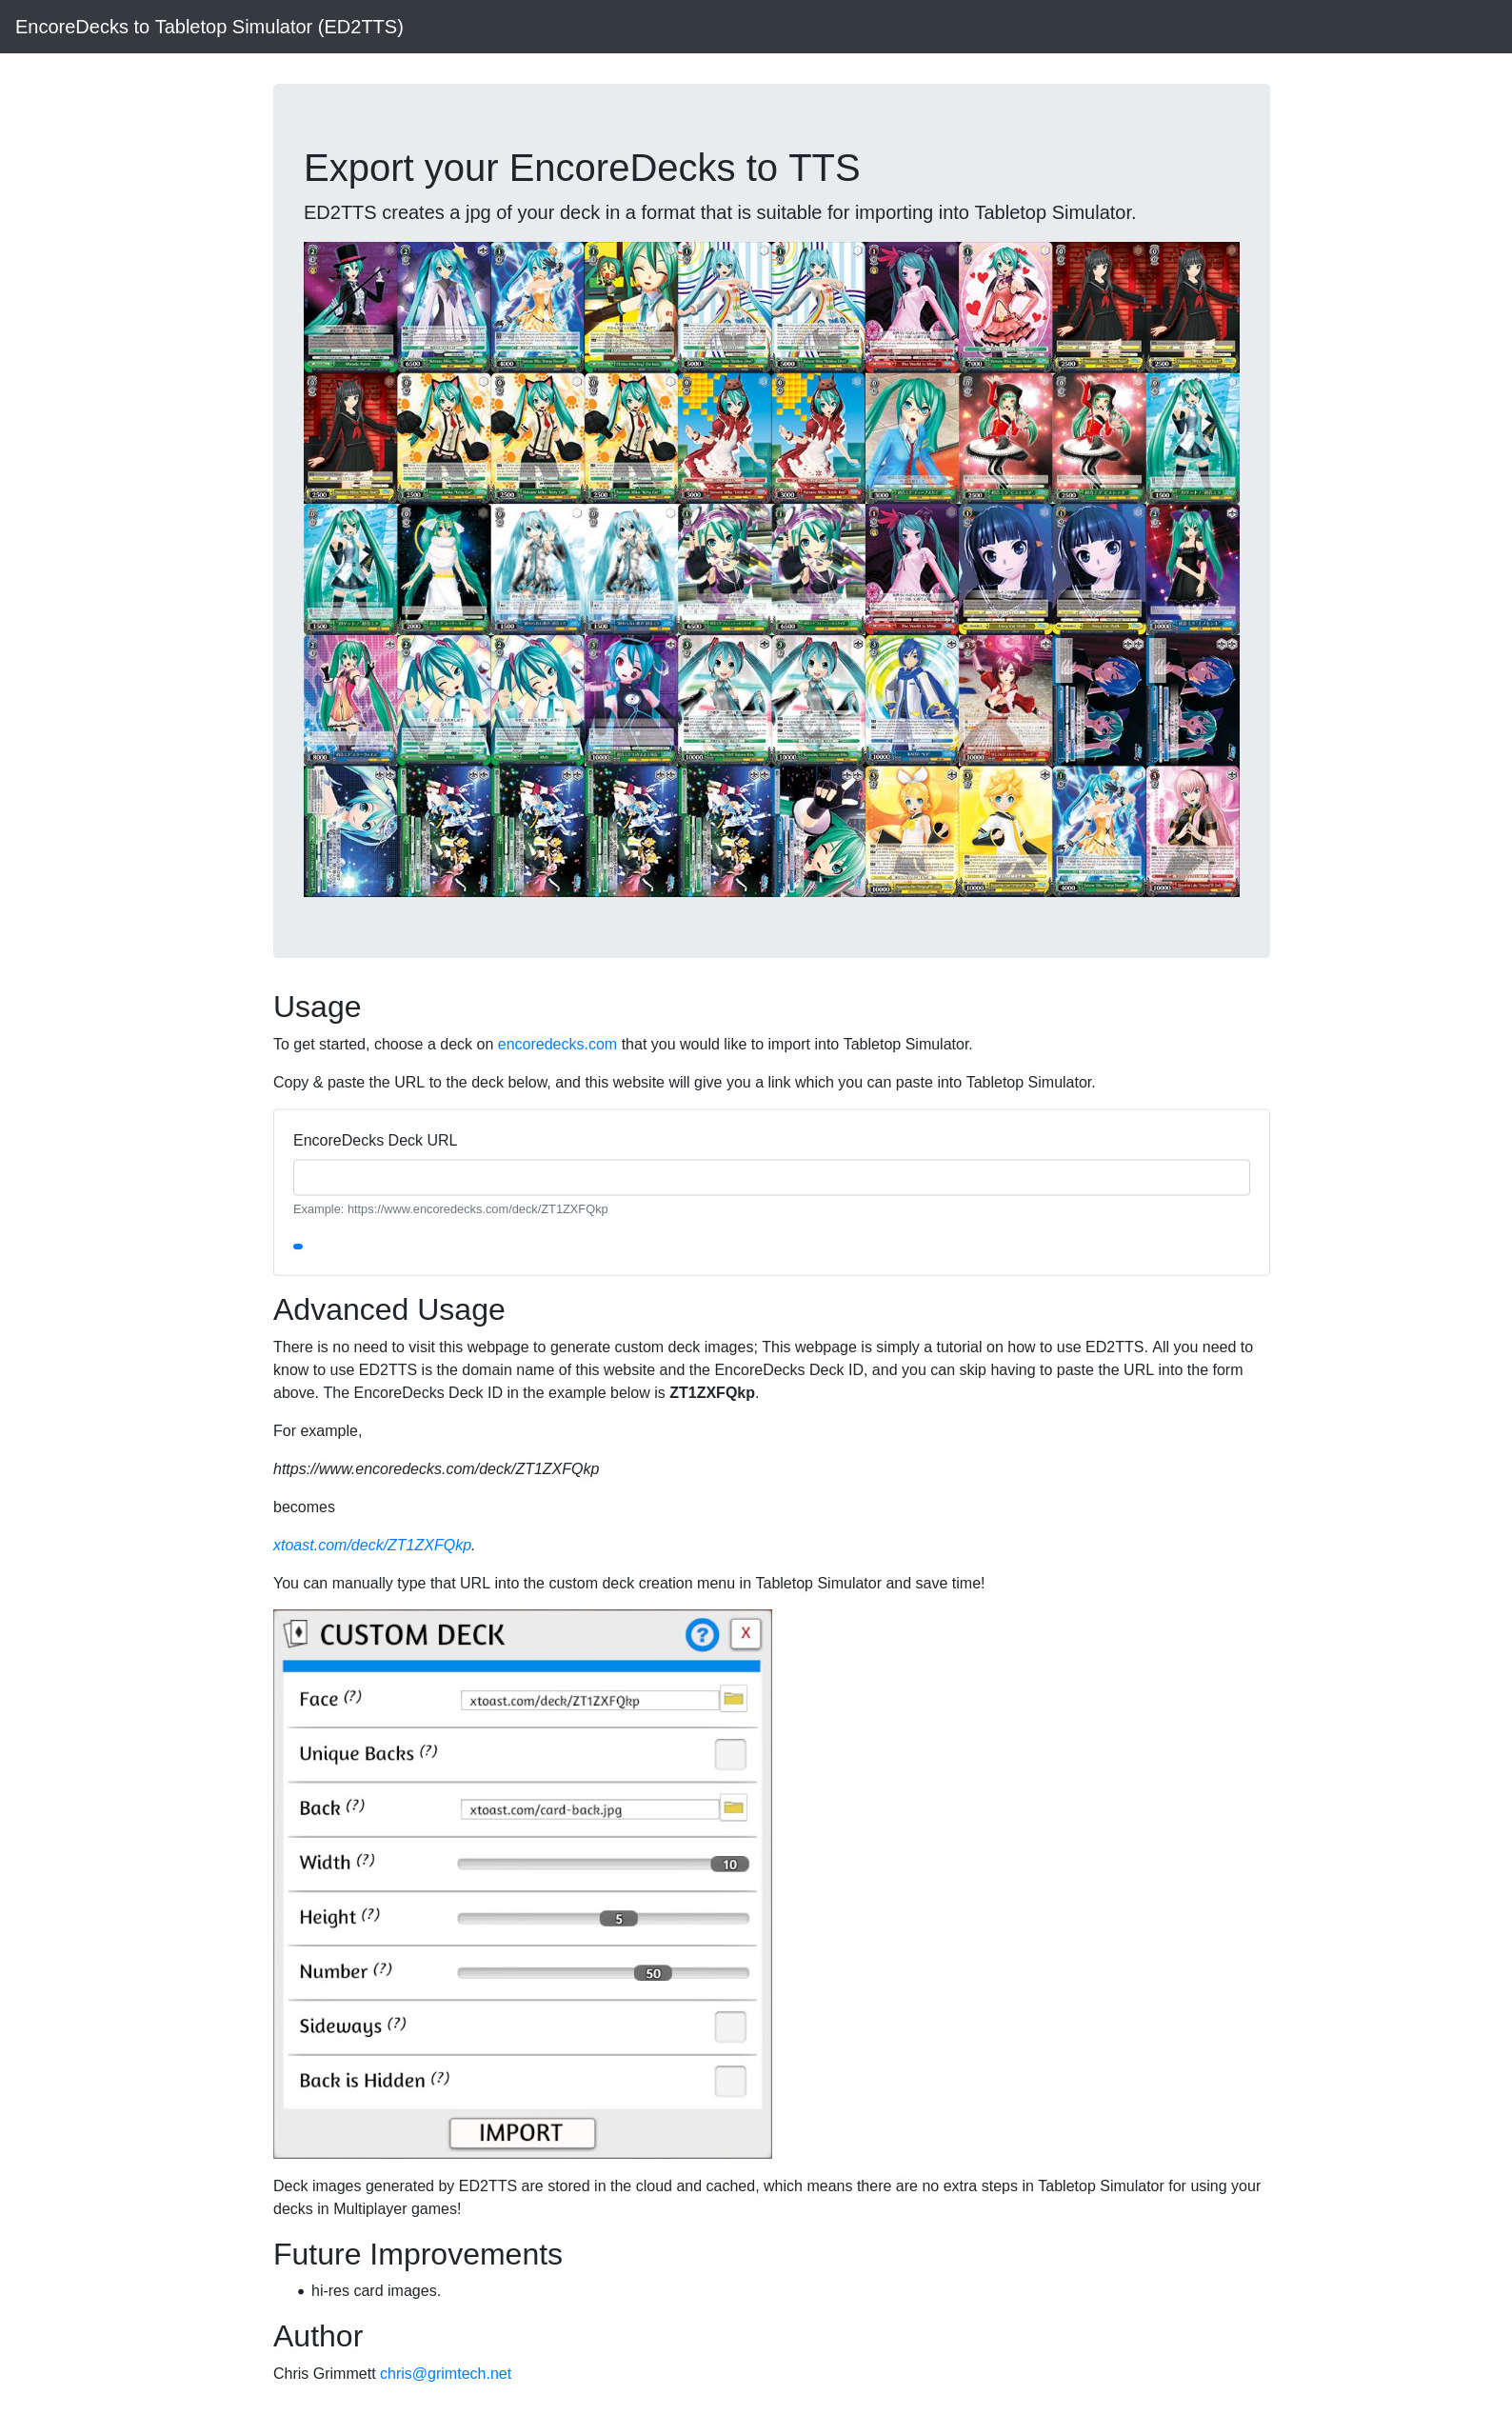 EncoreDecks to Tabletop Simulator (ED2TTS)
Export your EncoreDecks to TTS
ED2TTS creates a jpg of your deck in a format that is suitable for importing into Tabletop Simulator.
Usage
To get started, choose a deck on encoredecks.com that you would like to import into Tabletop Simulator.
Copy & paste the URL to the deck below, and this website will give you a link which you can paste into Tabletop Simulator.
EncoreDecks Deck URL
Example: https://www.encoredecks.com/deck/ZT1ZXFQkp
Advanced Usage
There is no need to visit this webpage to generate custom deck images; This webpage is simply a tutorial on how to use ED2TTS. All you need to
know to use ED2TTS is the domain name of this website and the EncoreDecks Deck ID, and you can skip having to paste the URL into the form
above. The EncoreDecks Deck ID in the example below is ZT1ZXFQkp.
For example,
https://www.encoredecks.com/deck/ZT1ZXFQkp
becomes
xtoast.com/deck/ZT1ZXFQkp.
You can manually type that URL into the custom deck creation menu in Tabletop Simulator and save time!
CUSTOM DECK ? X
Face (?) xtoast.com/deck/ZT1ZXFQkp
Unique Backs (?)
Back (?) xtoast.com/card-back.jpg
Width (?) 10
Height (?) 5
Number (?) 50
Sideways (?)
Back is Hidden (?)
IMPORT
Deck images generated by ED2TTS are stored in the cloud and cached, which means there are no extra steps in Tabletop Simulator for using your
decks in Multiplayer games!
Future Improvements
hi-res card images.
Author
Chris Grimmett chris@grimtech.net